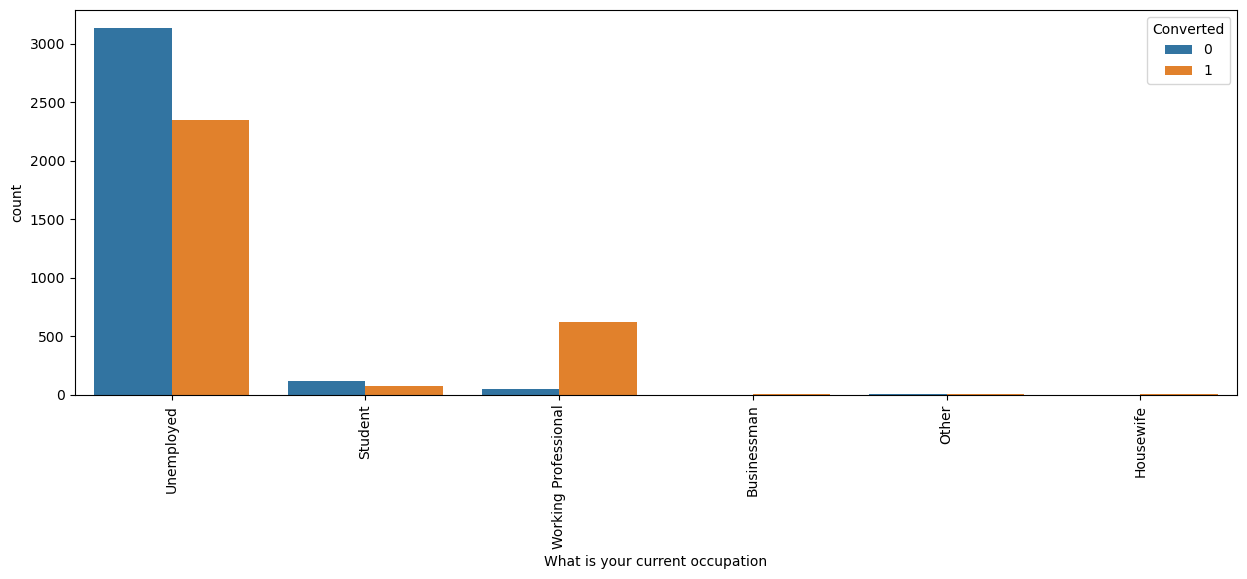 Converted
0
1
3000
2500
2000
1500
1000
500
0
count
Unemployed
Student
Working Professional
Businessman
Other
Housewife
What is your current occupation